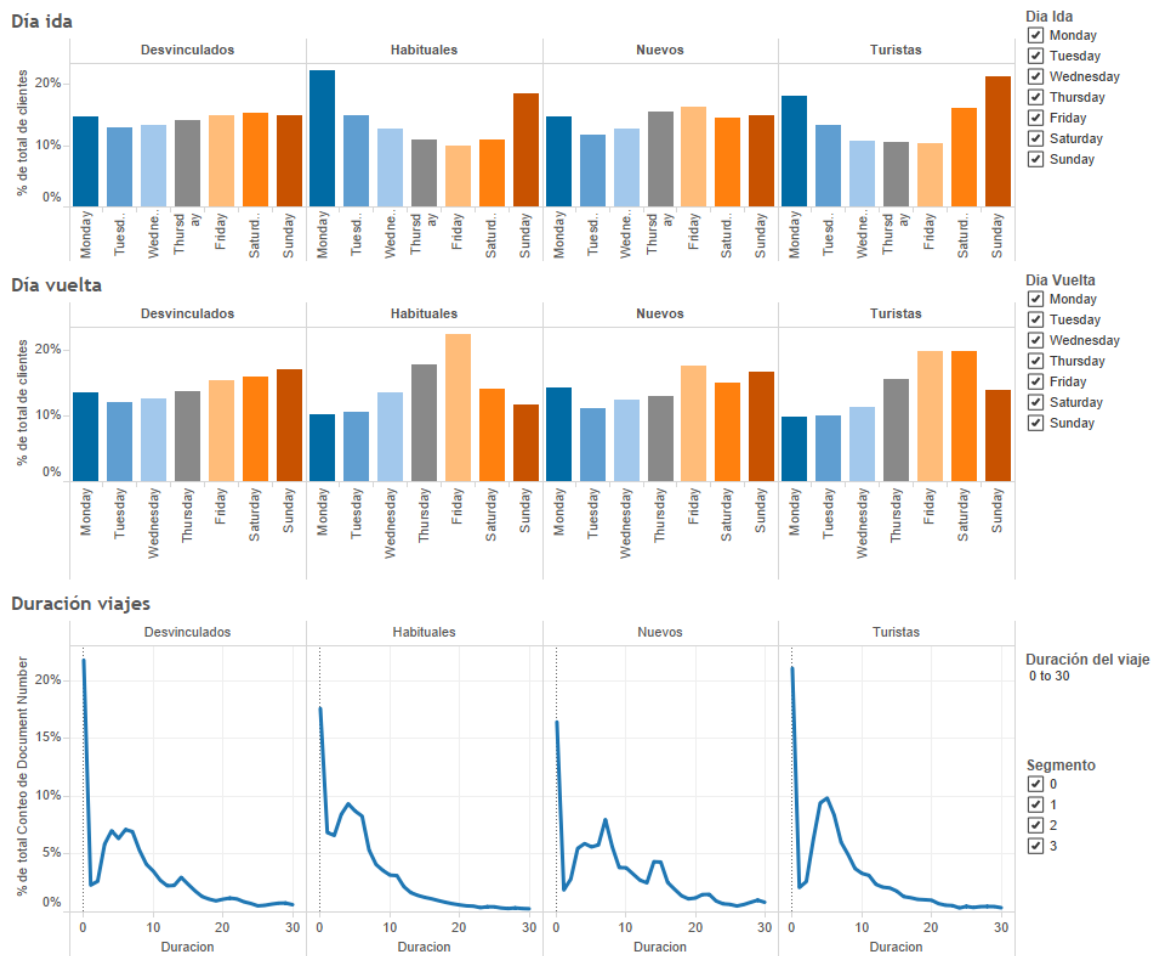 Día ida
Desvinculados Habituales Nuevos Turistas
% de total de clientes
20%
10%
0%
Monday Tuesd.. Wedne.. Thursd ay Friday Saturd.. Sunday Monday Tuesd.. Wedne.. Thursd ay Friday Saturd.. Sunday Monday Tuesd.. Wedne.. Thursd ay Friday Saturd.. Sunday Monday Tuesd.. Wedne.. Thursd ay Friday Saturd.. Sunday
Dia Ida
Monday
Tuesday
Wednesday
Thursday
Friday
Saturday
Sunday
Día vuelta
Desvinculados Habituales Nuevos Turistas
% de total de clientes
20%
10%
0%
Monday Tuesday Wednesday Thursday Friday Saturday Sunday Monday Tuesday Wednesday Thursday Friday Saturday Sunday Monday Tuesday Wednesday Thursday Friday Saturday Sunday Monday Tuesday Wednesday Thursday Friday Saturday Sunday
Dia Vuelta
Monday
Tuesday
Wednesday
Thursday
Friday
Saturday
Sunday
Duración viajes
Desvinculados Habituales Nuevos Turistas
% de total Conteo de Document Number
20%
15%
10%
5%
0%
0 10 20 30 0 10 20 30 0 10 20 30 0 10 20 30
Duracion Duracion Duracion Duracion
Duración del viaje
0 to 30
Segmento
0
1
2
3